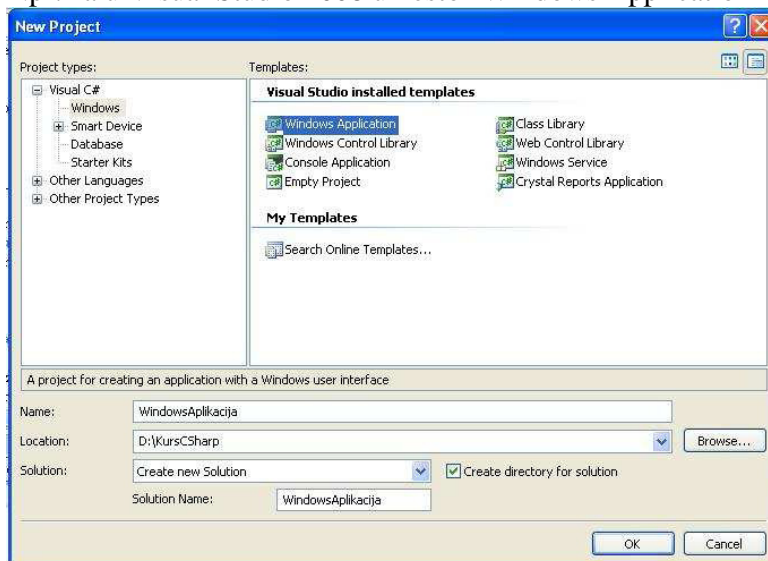 New Project
Project types:
Templates:
Visual C#
Windows
Smart Device
Database
Starter Kits
Other Languages
Other Project Types
Visual Studio installed templates
Windows Application
Class Library
Windows Control Library
Web Control Library
Console Application
Windows Service
Empty Project
Crystal Reports Application
My Templates
Search Online Templates...
A project for creating an application with a Windows user interface
Name:
WindowsAplikacija
Location:
D:\KursCSharp
Browse...
Solution:
Create new Solution
Create directory for solution
Solution Name:
WindowsAplikacija
OK
Cancel